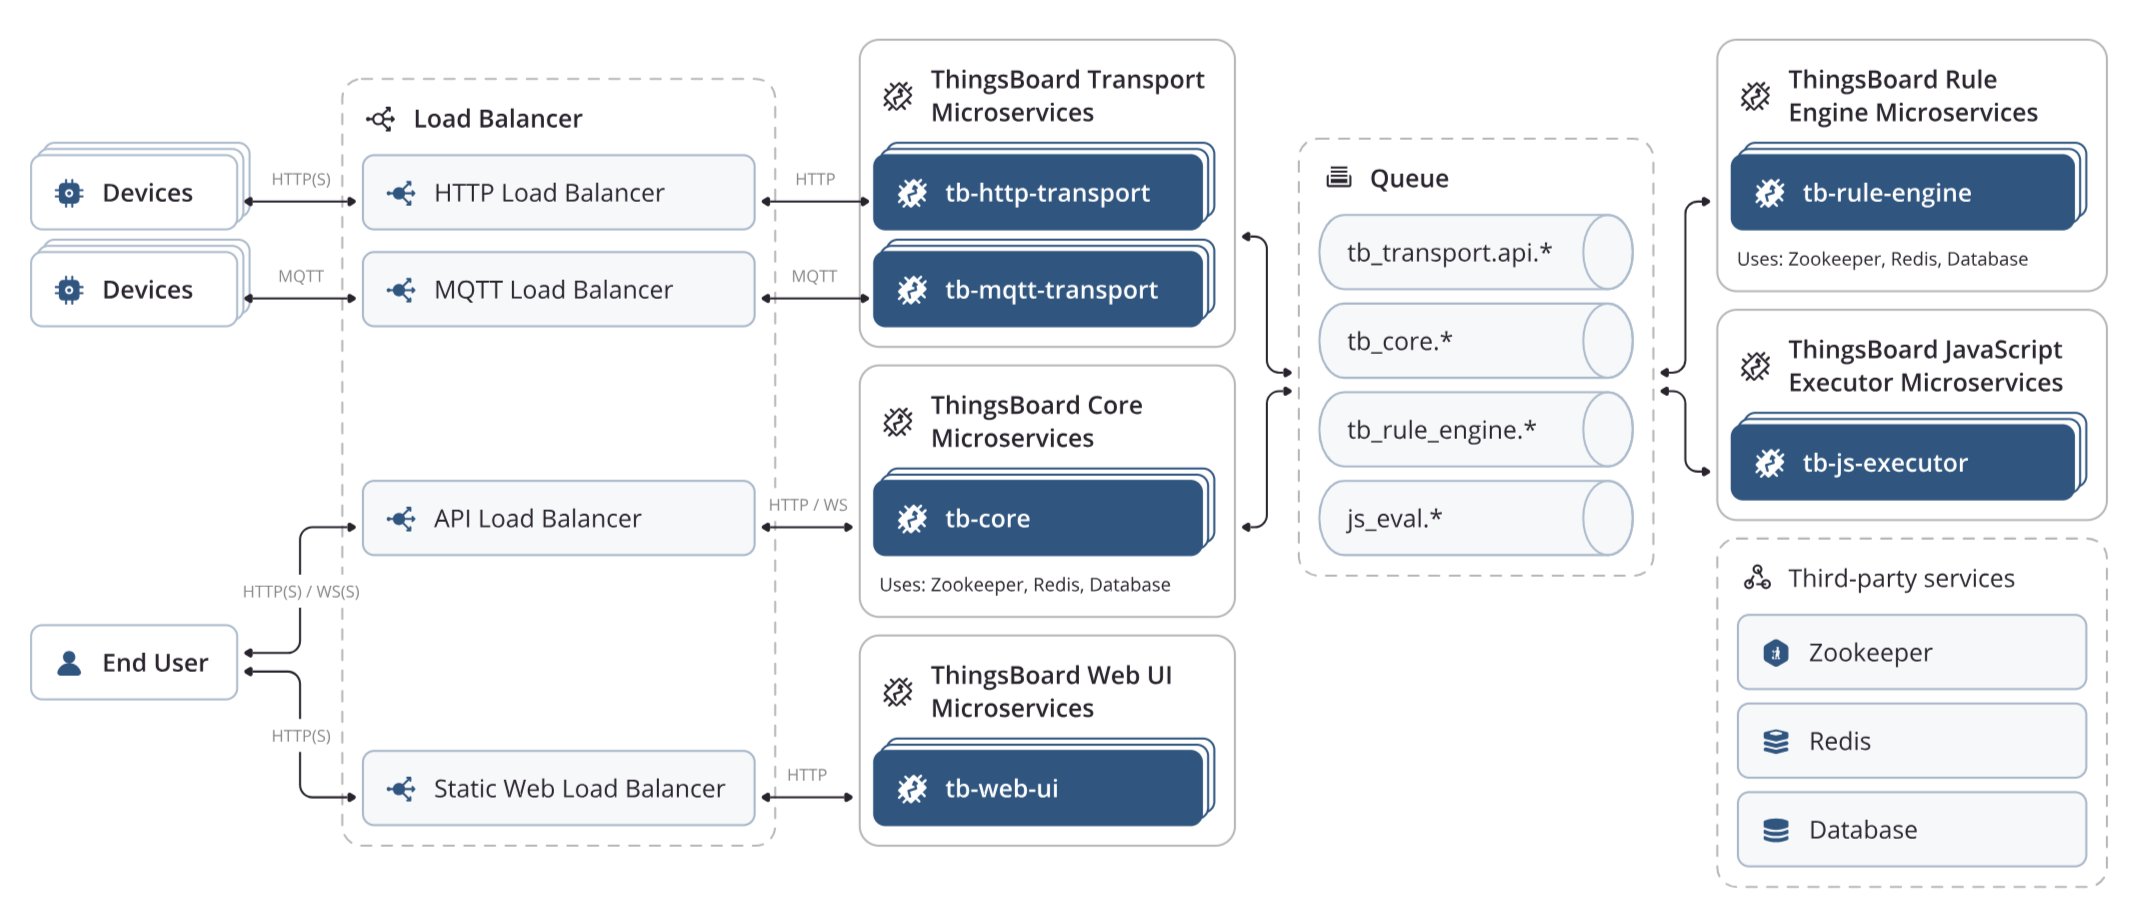 Devices
HTTP(S)
Devices
MQTT
End User
HTTP(S) / WS(S)
HTTP(S)
Load Balancer
HTTP Load Balancer
MQTT Load Balancer
API Load Balancer
Static Web Load Balancer
HTTP
MQTT
HTTP / WS
HTTP
ThingsBoard Transport
Microservices
tb-http-transport
tb-mqtt-transport
ThingsBoard Core
Microservices
tb-core
Uses: Zookeeper, Redis, Database
ThingsBoard Web UI
Microservices
tb-web-ui
Queue
tb_transport.api.*
tb_core.*
tb_rule_engine.*
js_eval.*
ThingsBoard Rule
Engine Microservices
tb-rule-engine
Uses: Zookeeper, Redis, Database
ThingsBoard JavaScript
Executor Microservices
tb-js-executor
Third-party services
Zookeeper
Redis
Database